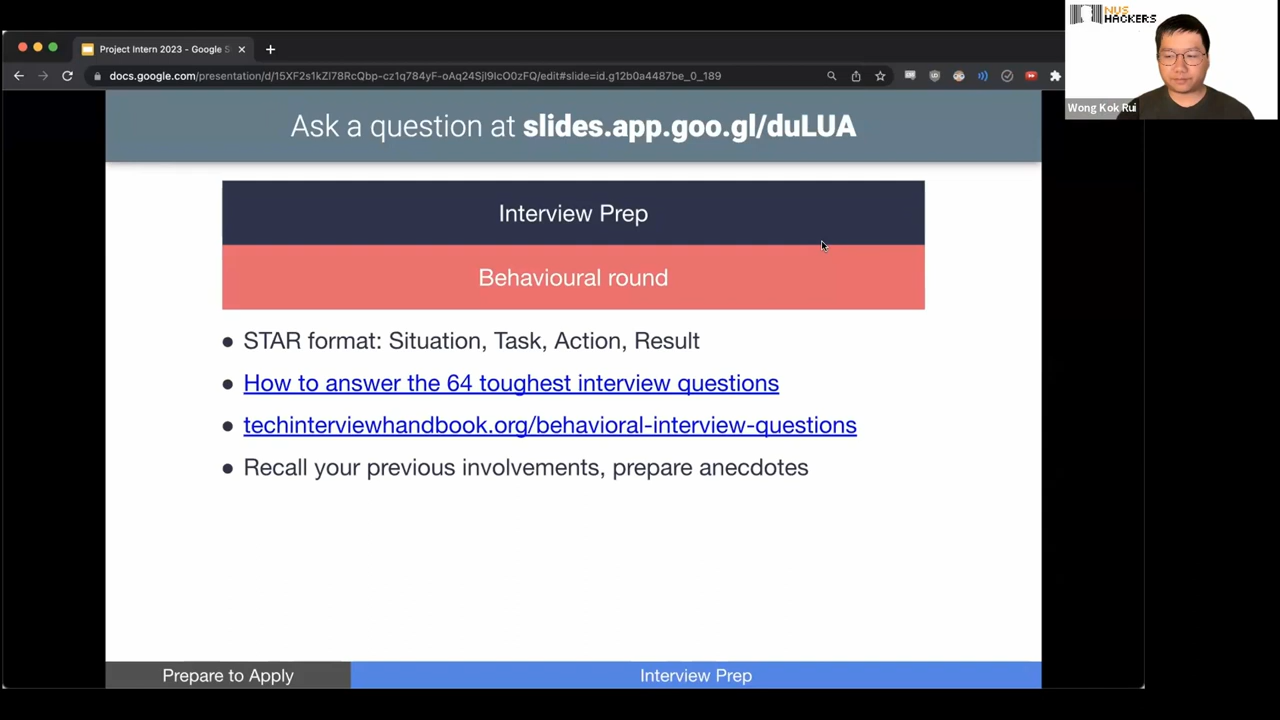 NUS
HACKERS
Wong Kok Rui
Project Intern 2023 - Google S
docs.google.com/presentation/d/15XF2s1kZl78RcQbp-cz1q784yF-oAq24Sjl9lcO0zFQ/edit#slide=id.g12b0a4487be_0_189
Ask a question at slides.app.goo.gl/duLUA
Interview Prep
Behavioural round
● STAR format: Situation, Task, Action, Result
● How to answer the 64 toughest interview questions
● techinterviewhandbook.org/behavioral-interview-questions
● Recall your previous involvements, prepare anecdotes
Prepare to Apply
Interview Prep